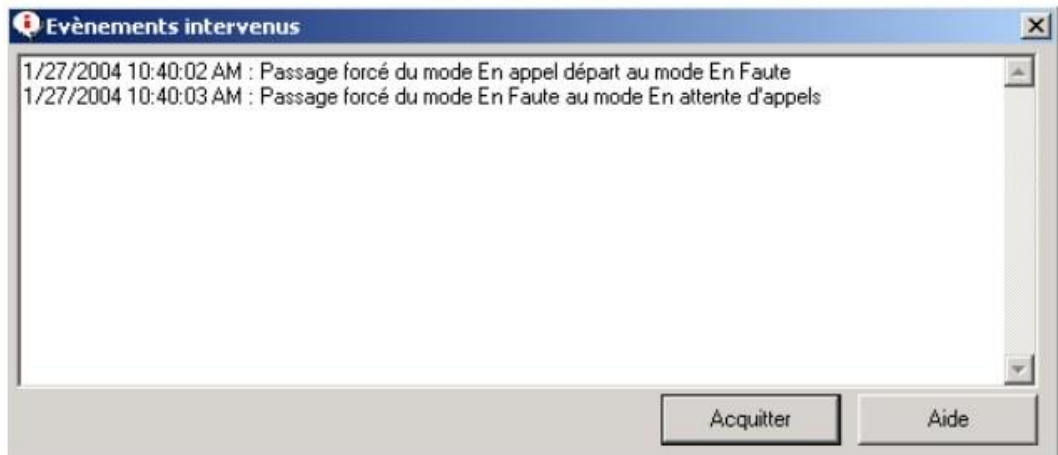 Evènements intervenus
1/27/2004 10:40:02 AM : Passage forcé du mode En appel départ au mode En Faute
1/27/2004 10:40:03 AM : Passage forcé du mode En Faute au mode En attente d'appels
Acquitter Aide